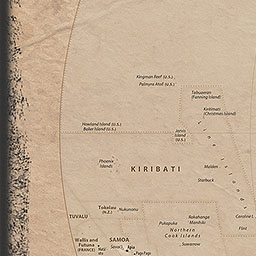 Kingman Reef (U.S.)
Palmyra Atoll (U.S.)
Tabuaeran
(Fanning Island)
Kiritimati
(Christmas Island)
Howland Island (U.S.)
Baker Island (U.S.)
Jarvis
Island
(U.S.)
Phoenix
Islands
KIRIBATI
Malden
Starbuck
Tokelau
(N.Z.)
Nukunonu
TUVALU
Pukapuka
Rakahanga
Manihiki
Northern
Cook Islands
Caroline I.
Flint
Suwarrow
Wallis and
Futuna
(FRANCE)
SAMOA
Apia
Pago Pago